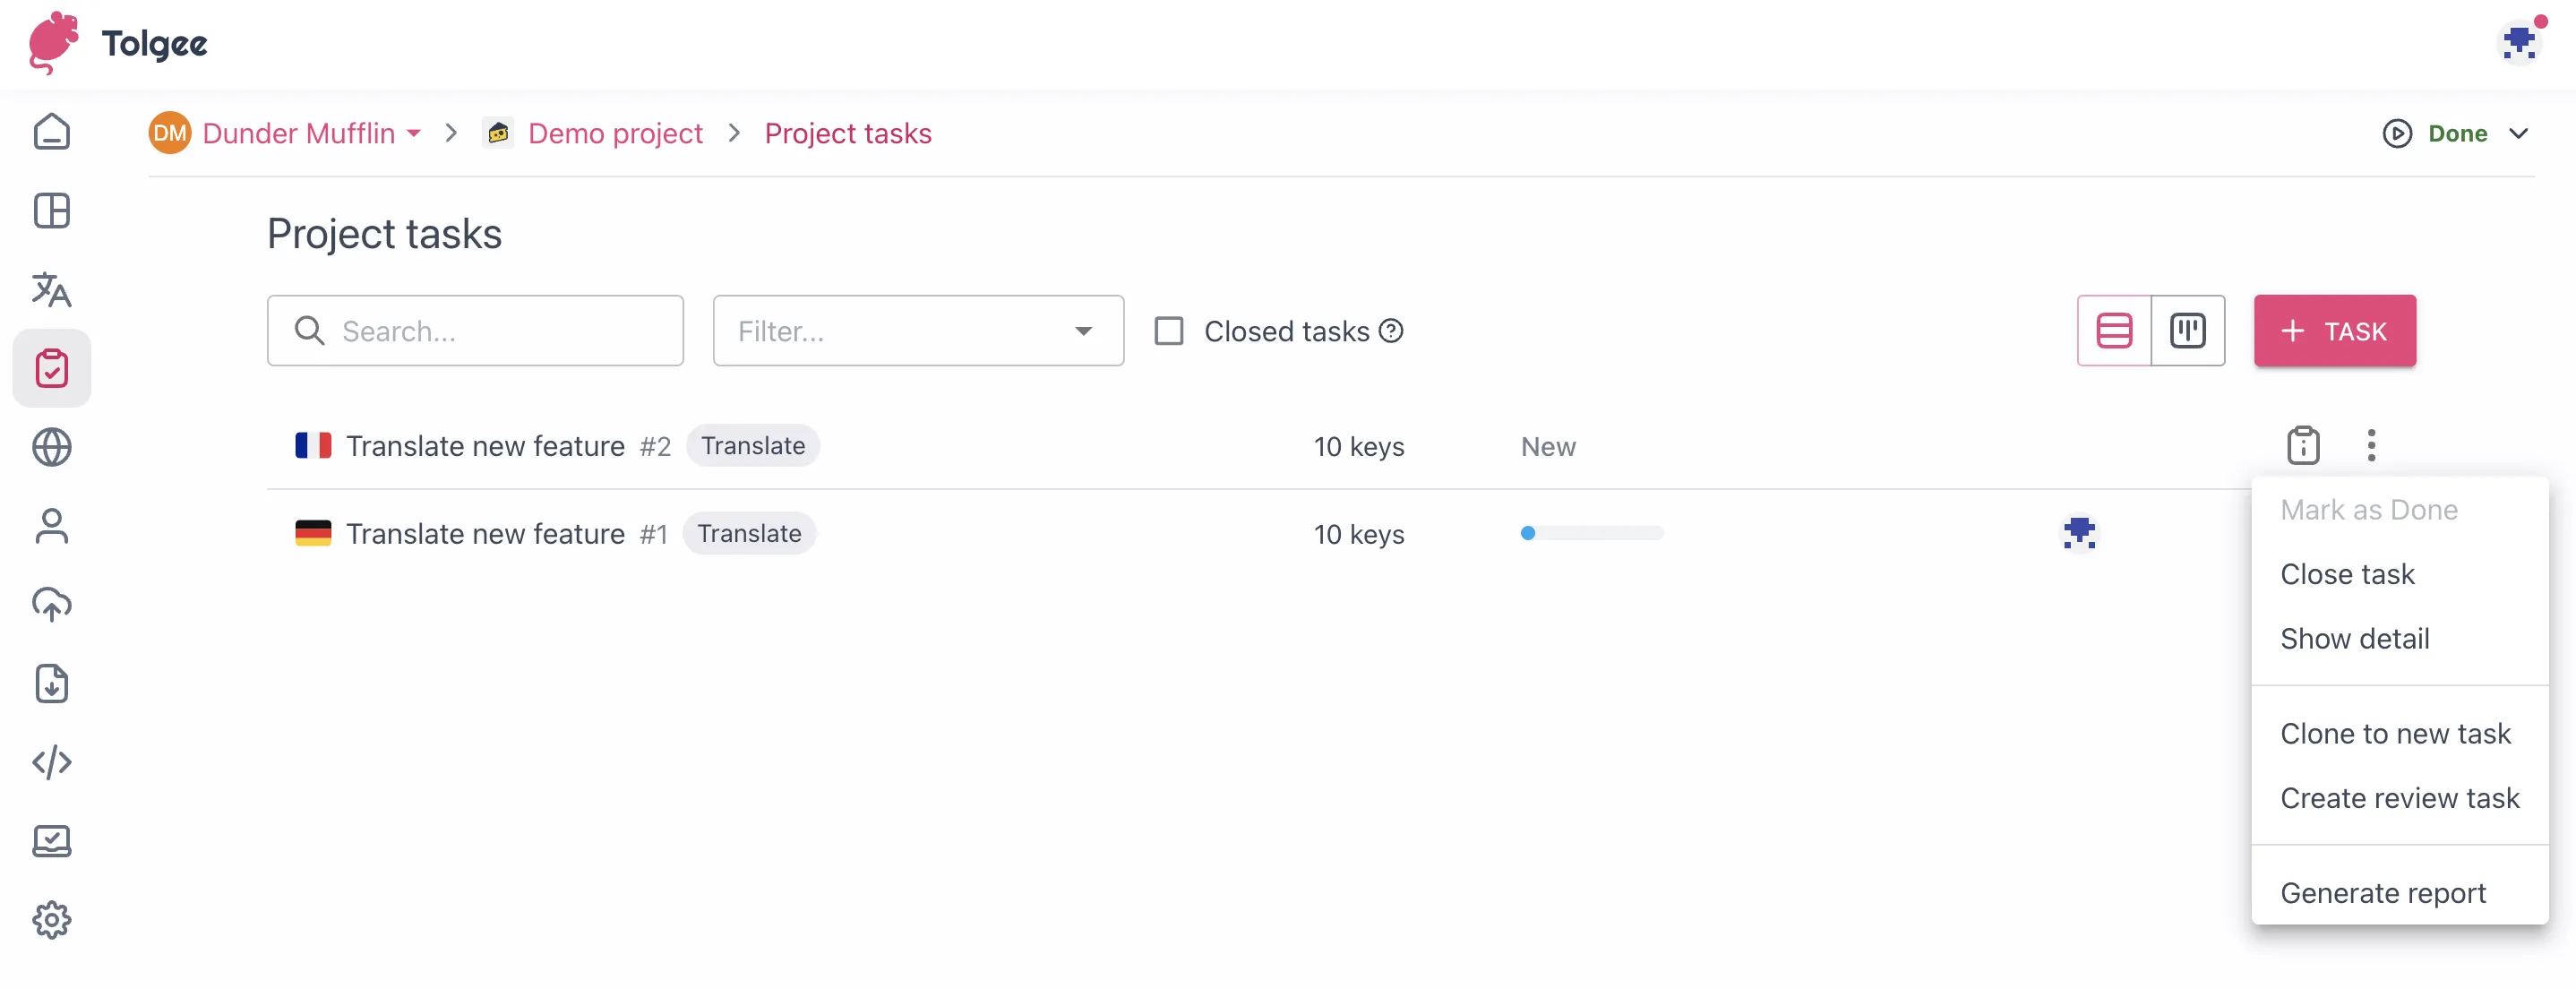 Tolgee
DM Dunder Mufflin > Demo project > Project tasks
Done
Project tasks
Search...
Filter...
Closed tasks
+ TASK
Translate new feature #2 Translate 10 keys New
Translate new feature #1 Translate 10 keys
Mark as Done
Close task
Show detail
Clone to new task
Create review task
Generate report